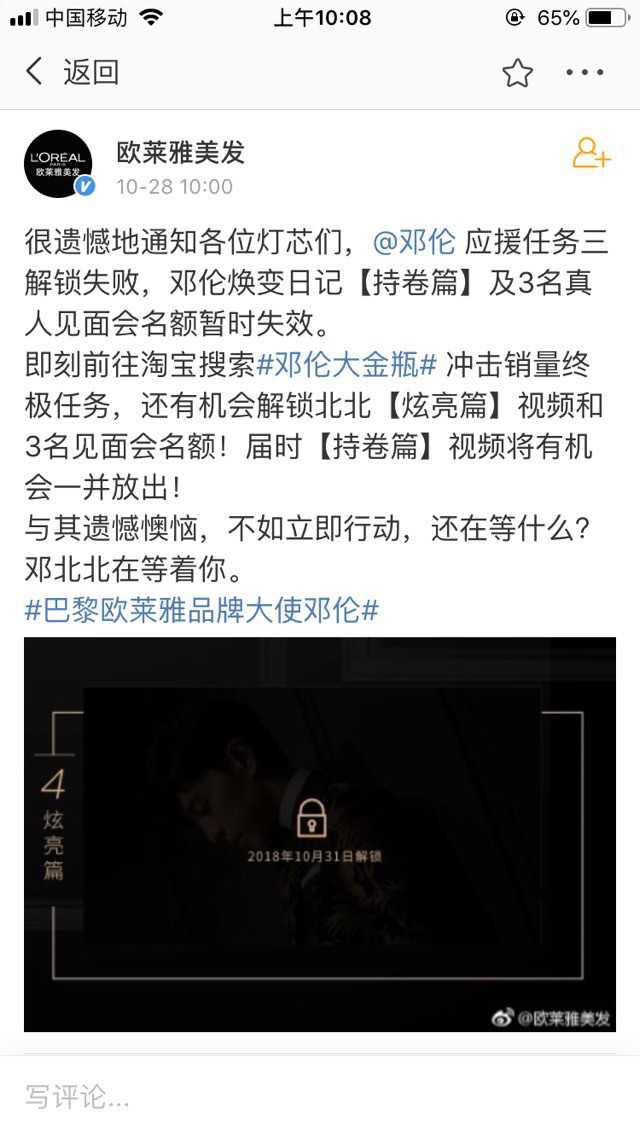 中国移动 上午10:08 65%
返回
L'ORÉAL
PARIS
欧莱雅美发
欧莱雅美发
10-28 10:00
很遗憾地通知各位灯芯们，@邓伦 应援任务三
解锁失败，邓伦焕变日记【持卷篇】及3名真
人见面会名额暂时失效。
即刻前往淘宝搜索#邓伦大金瓶# 冲击销量终
极任务，还有机会解锁北北【炫亮篇】视频和
3名见面会名额！届时【持卷篇】视频将有机
会一并放出！
与其遗憾懊恼，不如立即行动，还在等什么？
邓北北在等着你。
#巴黎欧莱雅品牌大使邓伦#
4
炫
亮
篇
2018年10月31日解锁
@欧莱雅美发
写评论...